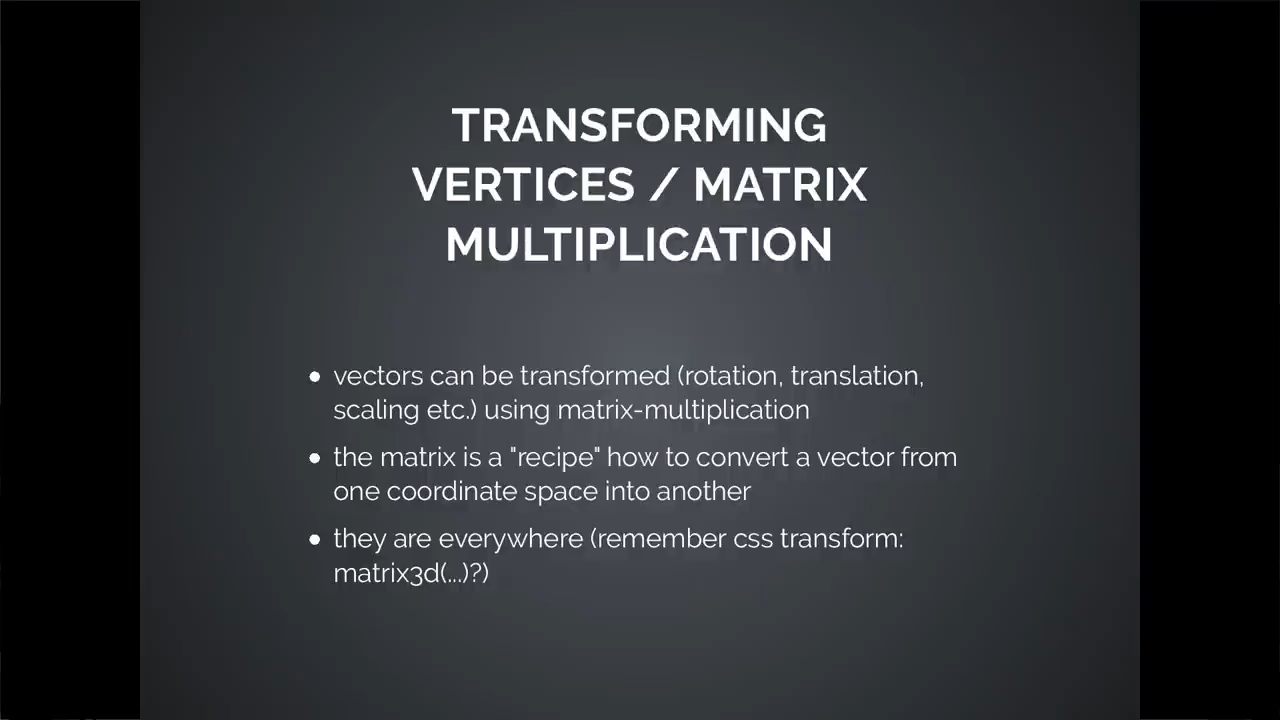 TRANSFORMING
VERTICES / MATRIX
MULTIPLICATION
• vectors can be transformed (rotation, translation,
scaling etc.) using matrix-multiplication
• the matrix is a "recipe" how to convert a vector from
one coordinate space into another
• they are everywhere (remember css transform:
matrix3d(...)?)